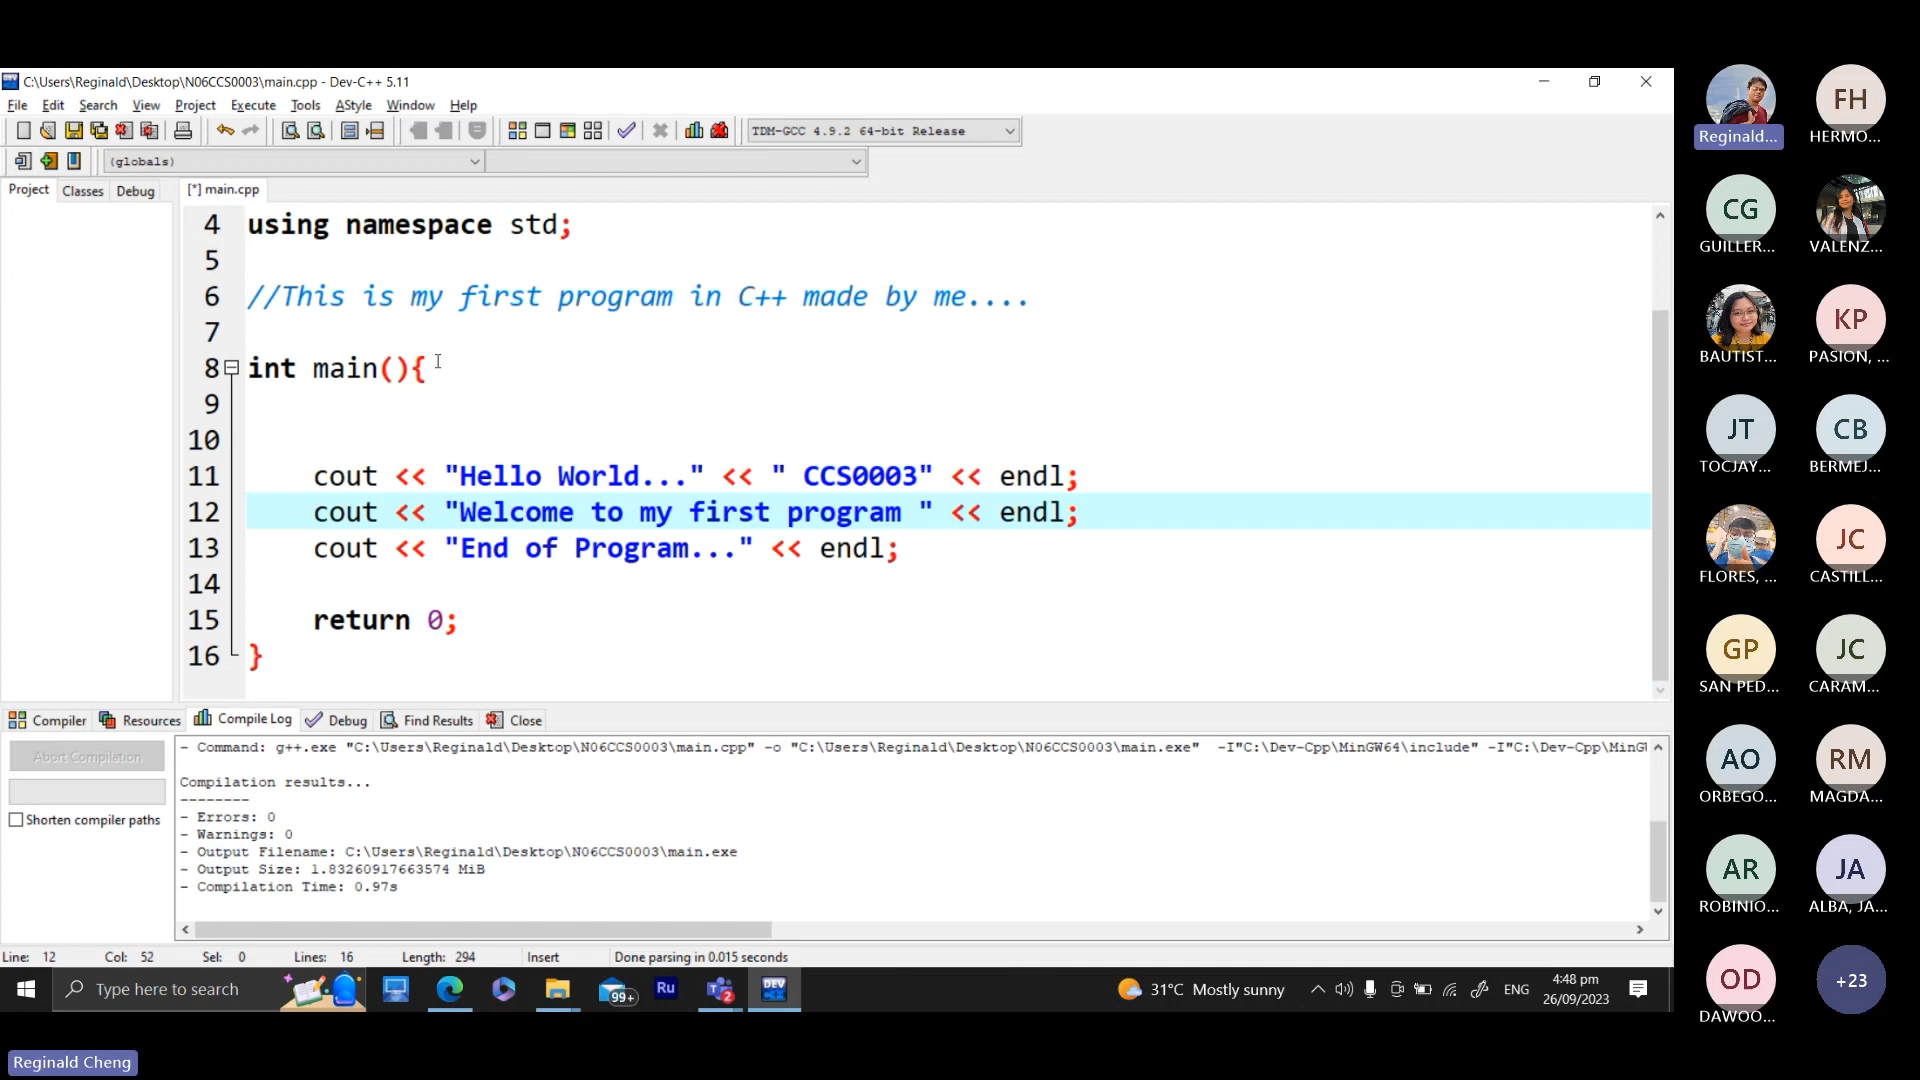 C:\Users\Reginald\Desktop\N06CCS0003\main.cpp - Dev-C++ 5.11
File Edit Search View Project Execute Tools AStyle Window Help
TDM-GCC 4.9.2 64-bit Release
(globals)
Project Classes Debug [*] main.cpp
4 using namespace std;
5
6 //This is my first program in C++ made by me....
7
8 int main(){
9
10
11 cout << "Hello World..." << " CCS0003" << endl;
12 cout << "Welcome to my first program " << endl;
13 cout << "End of Program..." << endl;
14
15 return 0;
16 }
Compiler Resources Compile Log Debug Find Results Close
Abort Compilation
Shorten compiler paths
- Command: g++.exe "C:\Users\Reginald\Desktop\N06CCS0003\main.cpp" -o "C:\Users\Reginald\Desktop\N06CCS0003\main.exe" -I"C:\Dev-Cpp\MinGW64\include" -I"C:\Dev-Cpp\MinG
Compilation results...
--------
- Errors: 0
- Warnings: 0
- Output Filename: C:\Users\Reginald\Desktop\N06CCS0003\main.exe
- Output Size: 1.83260917663574 MiB
- Compilation Time: 0.97s
Line: 12 Col: 52 Sel: 0 Lines: 16 Length: 294 Insert Done parsing in 0.015 seconds
Type here to search
99+
Ru
2
DEV
31°C Mostly sunny
ENG
4:48 pm
26/09/2023
Reginald Cheng
Reginald...
FH
HERMO...
CG
GUILLER...
VALENZ...
BAUTIST...
KP
PASION, ...
JT
TOCJAY...
CB
BERMEJ...
FLORES, ...
JC
CASTILL...
GP
SAN PED...
JC
CARAM...
AO
ORBEGO...
RM
MAGDA...
AR
ROBINIO...
JA
ALBA, JA...
OD
DAWOO...
+23